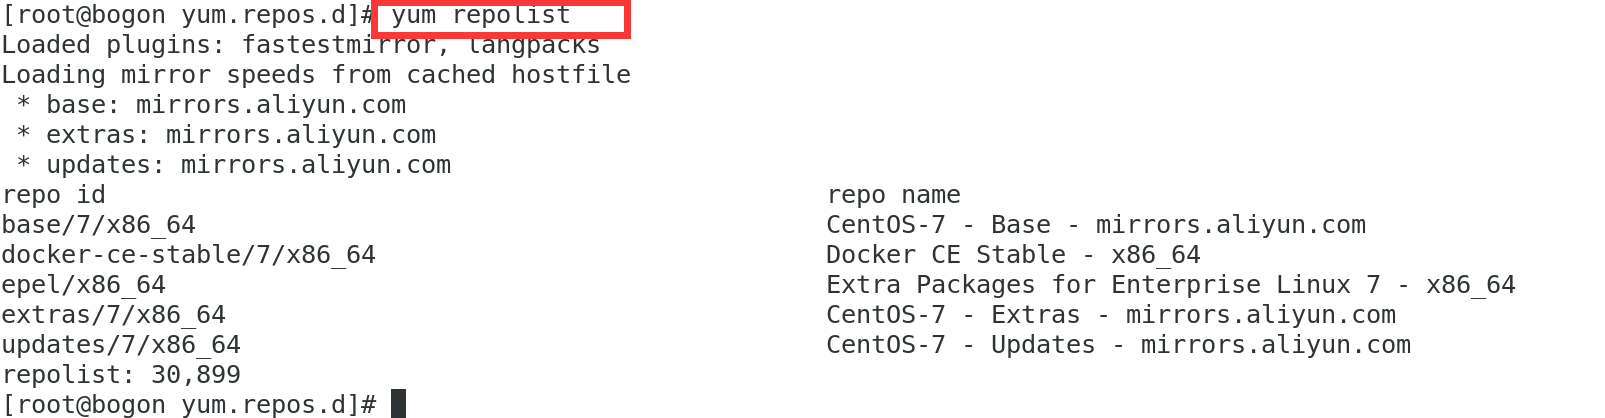 [root@bogon yum.repos.d]# yum repolist
Loaded plugins: fastestmirror, langpacks
Loading mirror speeds from cached hostfile
 * base: mirrors.aliyun.com
 * extras: mirrors.aliyun.com
 * updates: mirrors.aliyun.com
repo id                                                repo name
base/7/x86_64                                          CentOS-7 - Base - mirrors.aliyun.com
docker-ce-stable/7/x86_64                              Docker CE Stable - x86_64
epel/x86_64                                            Extra Packages for Enterprise Linux 7 - x86_64
extras/7/x86_64                                        CentOS-7 - Extras - mirrors.aliyun.com
updates/7/x86_64                                       CentOS-7 - Updates - mirrors.aliyun.com
repolist: 30,899
[root@bogon yum.repos.d]#